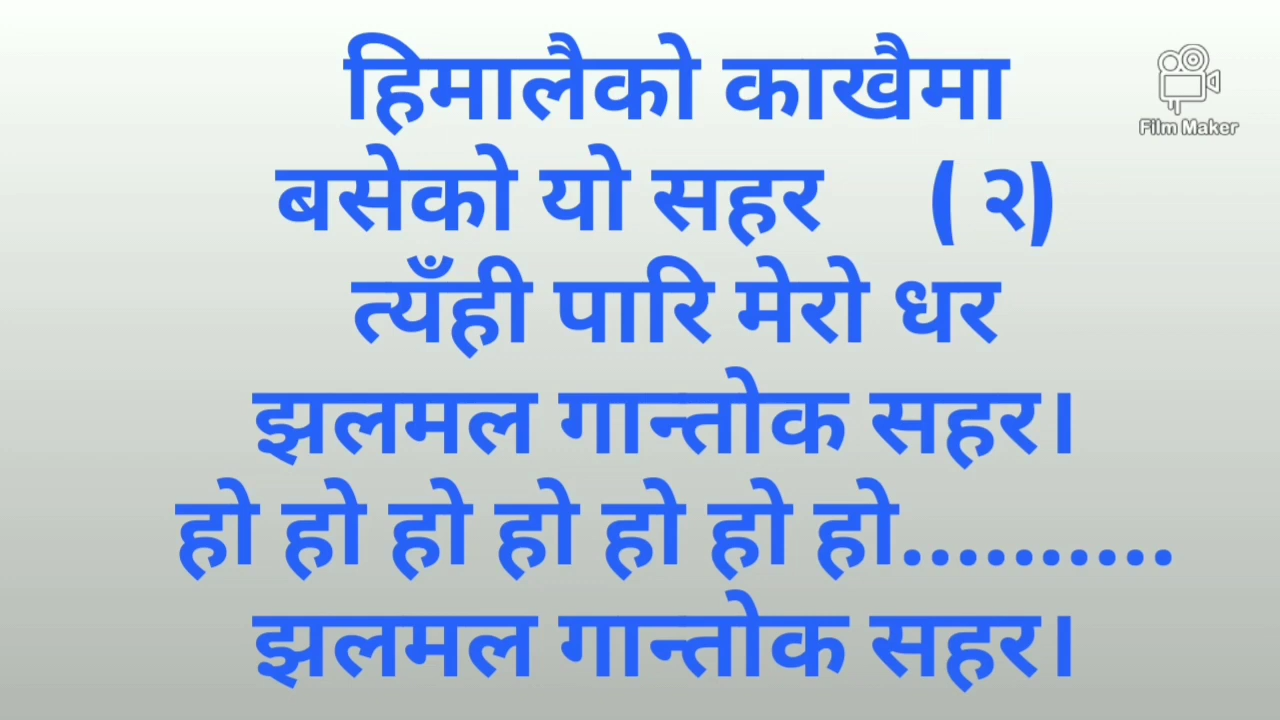 हिमालैको काखैमा
Film Maker
बसेको यो सहर ( २)
त्यँही पारि मेरो धर
झलमल गान्तोक सहर।
हो हो हो हो हो हो हो..........
झलमल गान्तोक सहर।